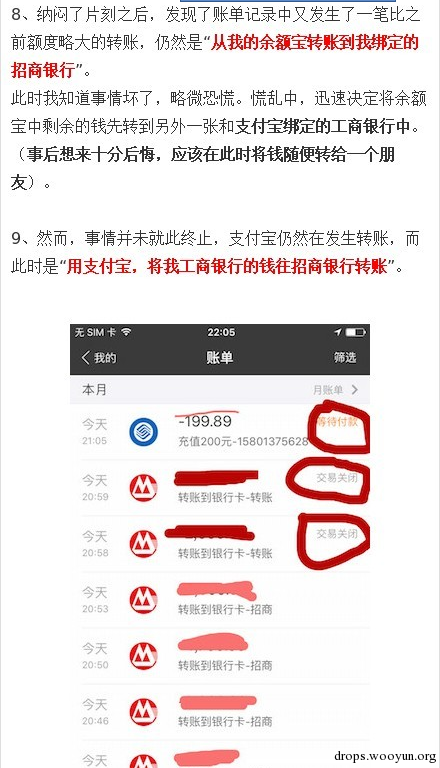 8、纳闷了片刻之后，发现了账单记录中又发生了一笔比之
前额度略大的转账，仍然是“从我的余额宝转账到我绑定的
招商银行”。
此时我知道事情坏了，略微恐慌。慌乱中，迅速决定将余额
宝中剩余的钱先转到另外一张和支付宝绑定的工商银行中。
（事后想来十分后悔，应该在此时将钱随便转给一个朋
友）。
9、然而，事情并未就此终止，支付宝仍然在发生转账，而
此时是“用支付宝，将我工商银行的钱往招商银行转账”。
无 SIM 卡 22:05
我的 账单 筛选
本月 月账单
今天 -199.89 等待付款
21:05 充值200元-15801375628
今天 交易关闭
20:59 转账到银行卡-转账
今天 交易关闭
20:58 转账到银行卡-转账
今天
20:53 转账到银行卡-招商
今天
20:50 转账到银行卡-招商
今天
20:46 转账到银行卡-招商
今天
drops.wooyun.org